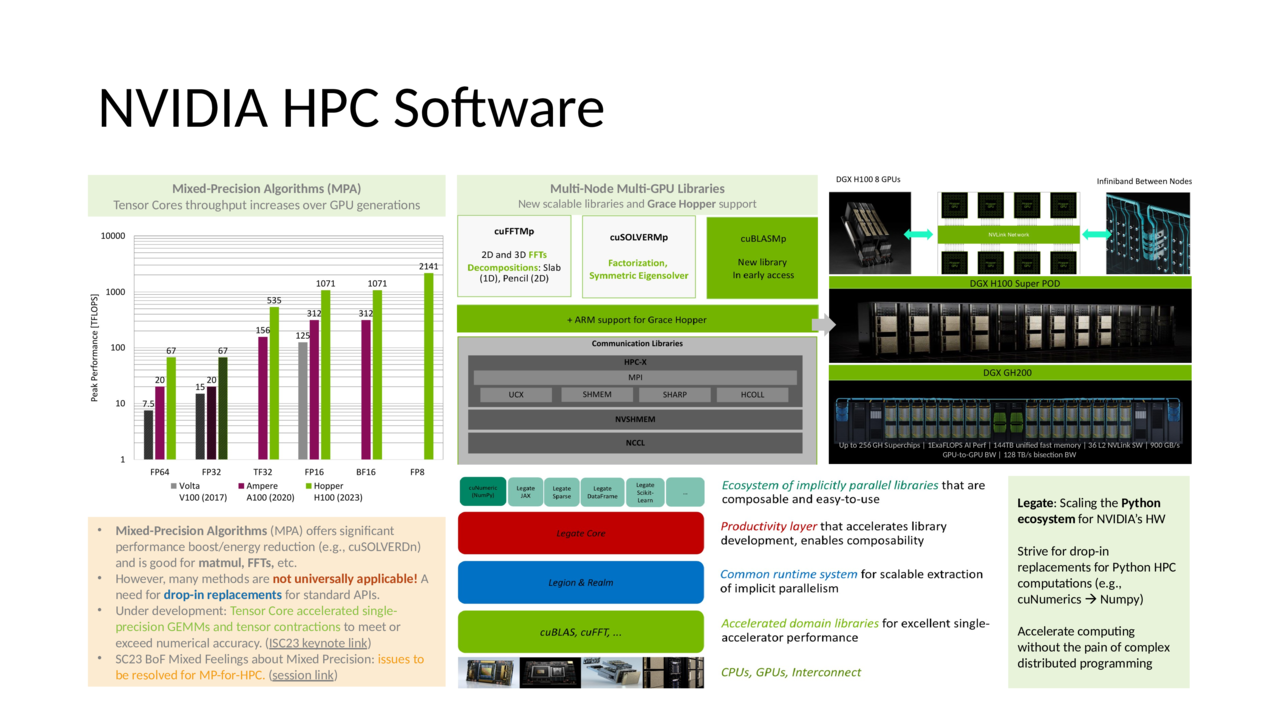 NVIDIA HPC Software
Mixed-Precision Algorithms (MPA)
Tensor Cores throughput increases over GPU generations
Peak Performance [TFLOPS]
10000
1000
100
10
1
7.5
20
67
15
20
67
156
535
125
312
1071
312
1071
2141
FP64
FP32
TF32
FP16
BF16
FP8
Volta
V100 (2017)
Ampere
A100 (2020)
Hopper
H100 (2023)
• Mixed-Precision Algorithms (MPA) offers significant
performance boost/energy reduction (e.g., cuSOLVERDn)
and is good for matmul, FFTs, etc.
• However, many methods are not universally applicable! A
need for drop-in replacements for standard APIs.
• Under development: Tensor Core accelerated single-
precision GEMMs and tensor contractions to meet or
exceed numerical accuracy. (ISC23 keynote link)
• SC23 BoF Mixed Feelings about Mixed Precision: issues to
be resolved for MP-for-HPC. (session link)
Multi-Node Multi-GPU Libraries
New scalable libraries and Grace Hopper support
cuFFTMp
2D and 3D FFTs
Decompositions: Slab
(1D), Pencil (2D)
cuSOLVERMp
Factorization,
Symmetric Eigensolver
cuBLASMp
New library
In early access
+ ARM support for Grace Hopper
Communication Libraries
HPC-X
MPI
UCX
SHMEM
SHARP
HCOLL
NVSHMEM
NCCL
DGX H100 8 GPUs
Infiniband Between Nodes
NVLink Network
DGX H100 Super POD
DGX GH200
Up to 256 GH Superchips | 1ExaFLOPS AI Perf | 144TB unified fast memory | 36 L2 NVLink SW | 900 GB/s
GPU-to-GPU BW | 128 TB/s bisection BW
cuNumeric
(NumPy)
Legate
JAX
Legate
Sparse
Legate
DataFrame
Legate
Scikit-
Learn
...
Legate Core
Legion & Realm
cuBLAS, cuFFT, ...
Ecosystem of implicitly parallel libraries that are
composable and easy-to-use
Productivity layer that accelerates library
development, enables composability
Common runtime system for scalable extraction
of implicit parallelism
Accelerated domain libraries for excellent single-
accelerator performance
CPUs, GPUs, Interconnect
Legate: Scaling the Python
ecosystem for NVIDIA's HW
Strive for drop-in
replacements for Python HPC
computations (e.g.,
cuNumerics → Numpy)
Accelerate computing
without the pain of complex
distributed programming